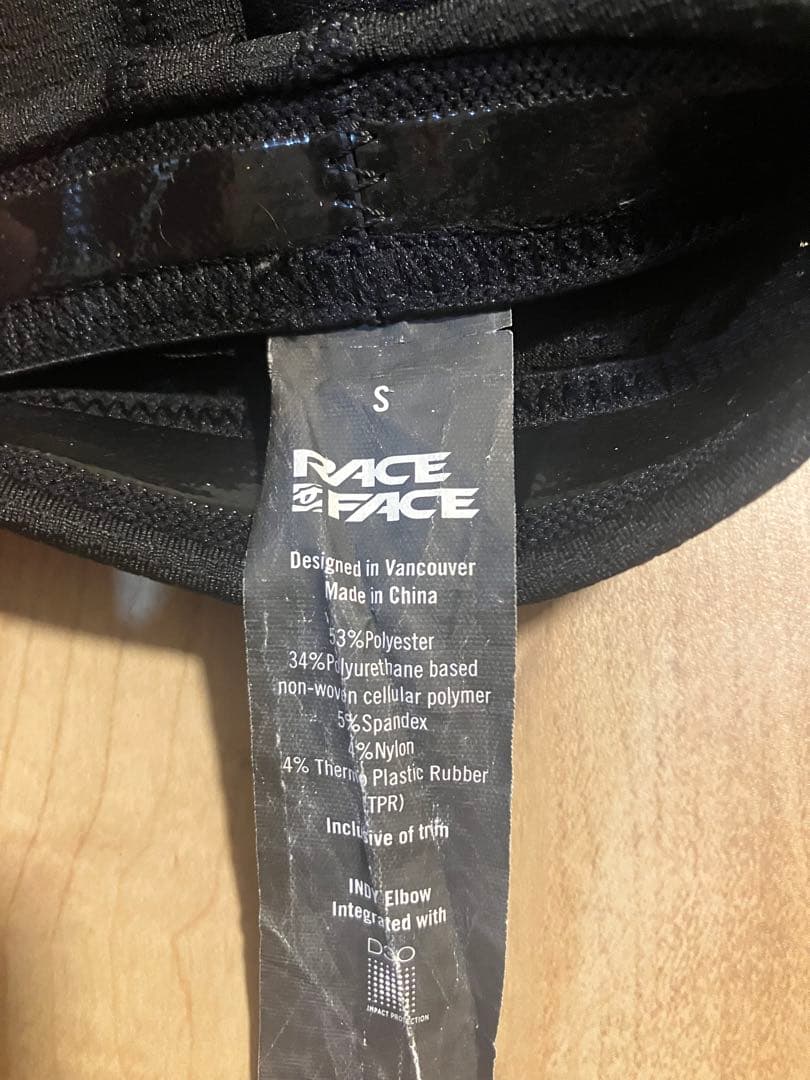 S
RACE
FACE
Designed in Vancouver
Made in China
53%Polyester
34%Polyurethane based
non-woven cellular polymer
5%Spandex
4%Nylon
4% Thermo Plastic Rubber
(TPR)
Inclusive of trim
INDY Elbow
Integrated with
D3O
IMPACT PROTECTION